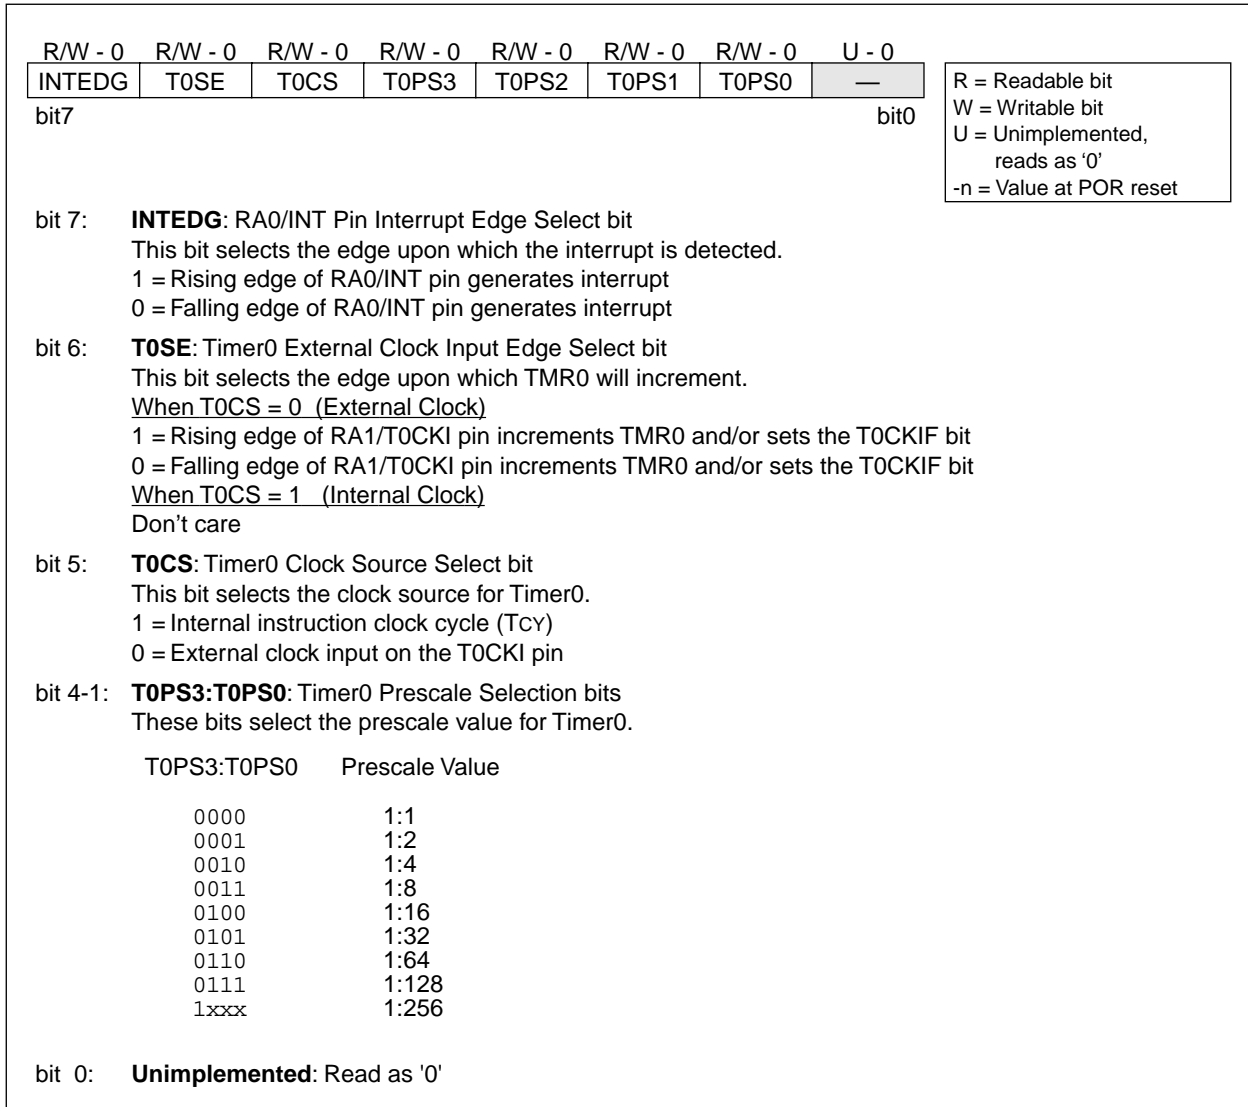 R/W - 0 R/W - 0 R/W - 0 R/W - 0 R/W - 0 R/W - 0 R/W - 0 U - 0
INTEDG T0SE T0CS T0PS3 T0PS2 T0PS1 T0PS0 —
bit7 bit0
R = Readable bit
W = Writable bit
U = Unimplemented,
reads as ‘0’
-n = Value at POR reset
bit 7: INTEDG: RA0/INT Pin Interrupt Edge Select bit
This bit selects the edge upon which the interrupt is detected.
1 = Rising edge of RA0/INT pin generates interrupt
0 = Falling edge of RA0/INT pin generates interrupt
bit 6: T0SE: Timer0 External Clock Input Edge Select bit
This bit selects the edge upon which TMR0 will increment.
When T0CS = 0 (External Clock)
1 = Rising edge of RA1/T0CKI pin increments TMR0 and/or sets the T0CKIF bit
0 = Falling edge of RA1/T0CKI pin increments TMR0 and/or sets the T0CKIF bit
When T0CS = 1 (Internal Clock)
Don’t care
bit 5: T0CS: Timer0 Clock Source Select bit
This bit selects the clock source for Timer0.
1 = Internal instruction clock cycle (TCY)
0 = External clock input on the T0CKI pin
bit 4-1: T0PS3:T0PS0: Timer0 Prescale Selection bits
These bits select the prescale value for Timer0.
T0PS3:T0PS0 Prescale Value
0000 1:1
0001 1:2
0010 1:4
0011 1:8
0100 1:16
0101 1:32
0110 1:64
0111 1:128
1xxx 1:256
bit 0: Unimplemented: Read as '0'